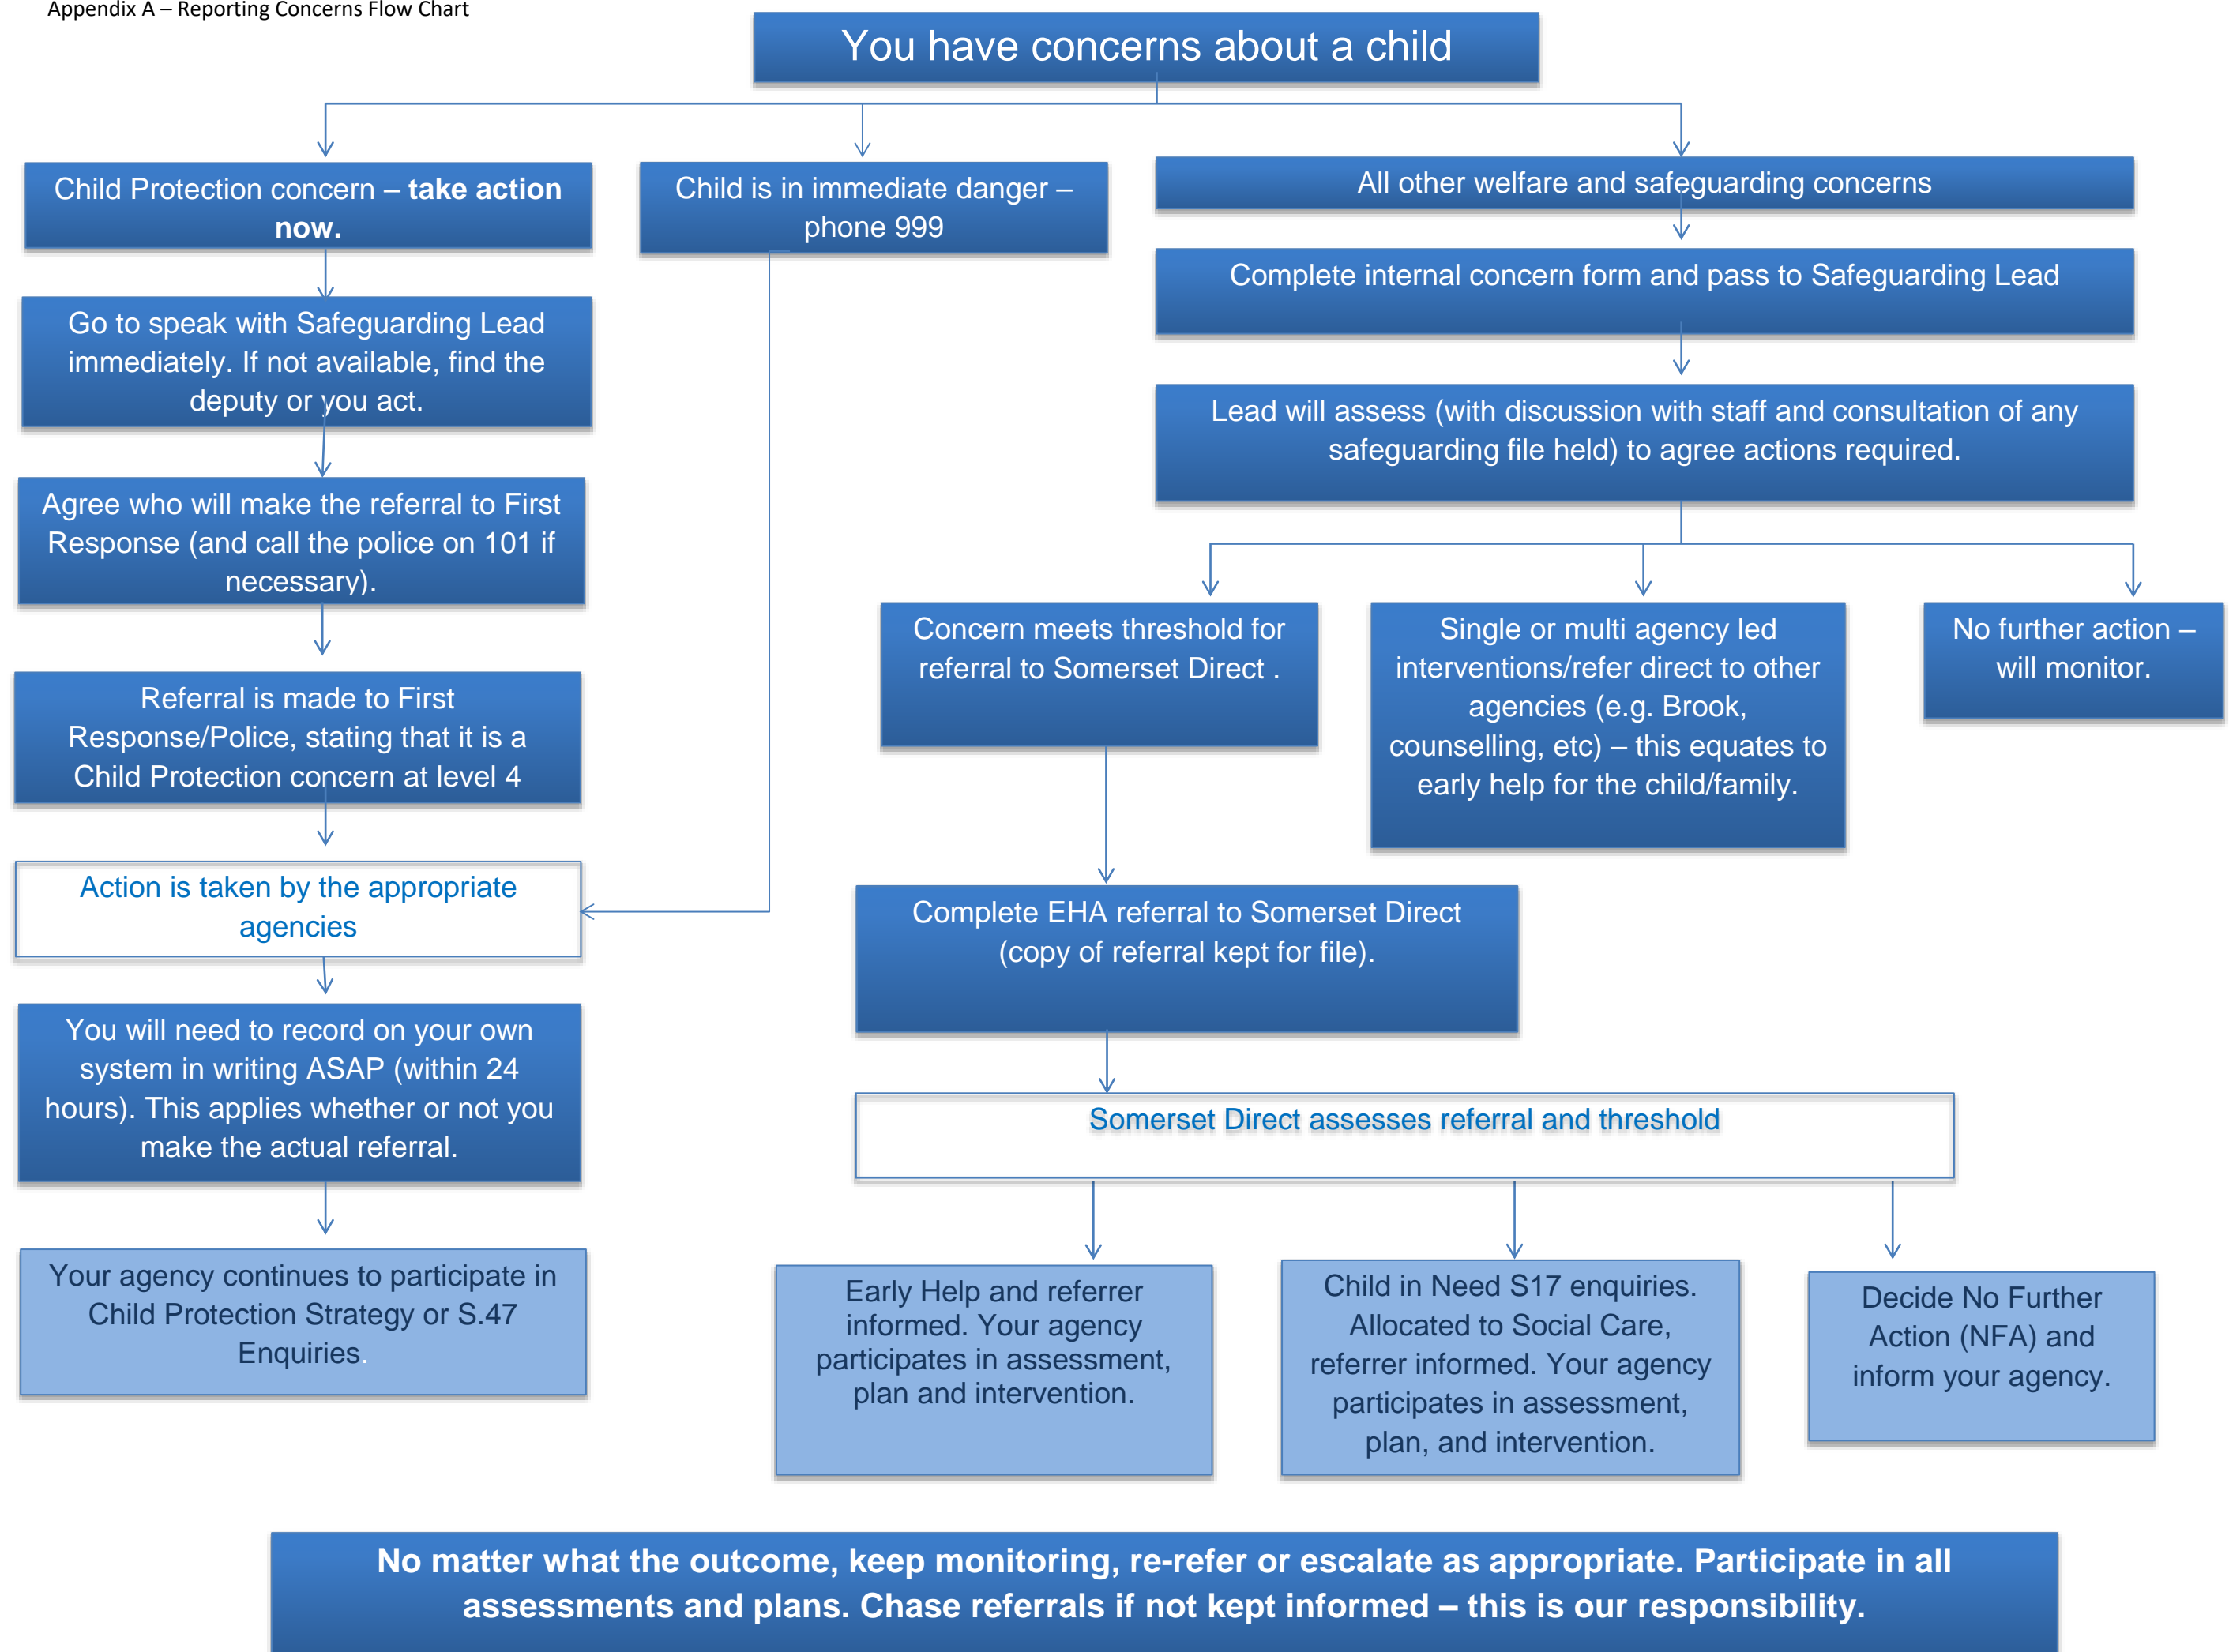 Appendix A – Reporting Concerns Flow Chart
You have concerns about a child
Child Protection concern – take action
now.
Child is in immediate danger –
phone 999
All other welfare and safeguarding concerns
Go to speak with Safeguarding Lead
immediately. If not available, find the
deputy or you act.
Complete internal concern form and pass to Safeguarding Lead
Lead will assess (with discussion with staff and consultation of any
safeguarding file held) to agree actions required.
Agree who will make the referral to First
Response (and call the police on 101 if
necessary).
Concern meets threshold for
referral to Somerset Direct .
Single or multi agency led
interventions/refer direct to other
agencies (e.g. Brook,
counselling, etc) – this equates to
early help for the child/family.
No further action –
will monitor.
Referral is made to First
Response/Police, stating that it is a
Child Protection concern at level 4
Action is taken by the appropriate
agencies
Complete EHA referral to Somerset Direct
(copy of referral kept for file).
You will need to record on your own
system in writing ASAP (within 24
hours). This applies whether or not you
make the actual referral.
Somerset Direct assesses referral and threshold
Your agency continues to participate in
Child Protection Strategy or S.47
Enquiries.
Early Help and referrer
informed. Your agency
participates in assessment,
plan and intervention.
Child in Need S17 enquiries.
Allocated to Social Care,
referrer informed. Your agency
participates in assessment,
plan, and intervention.
Decide No Further
Action (NFA) and
inform your agency.
No matter what the outcome, keep monitoring, re-refer or escalate as appropriate. Participate in all
assessments and plans. Chase referrals if not kept informed – this is our responsibility.